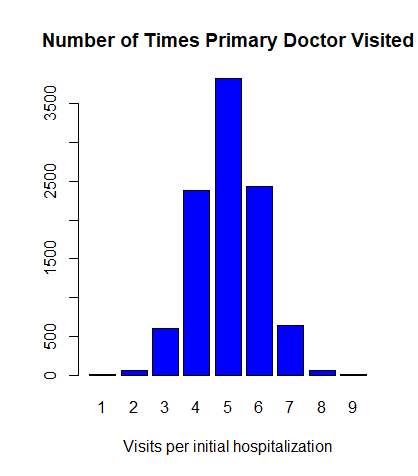 Number of Times Primary Doctor Visited
3500
2500
1500
500
0
1 2 3 4 5 6 7 8 9
Visits per initial hospitalization